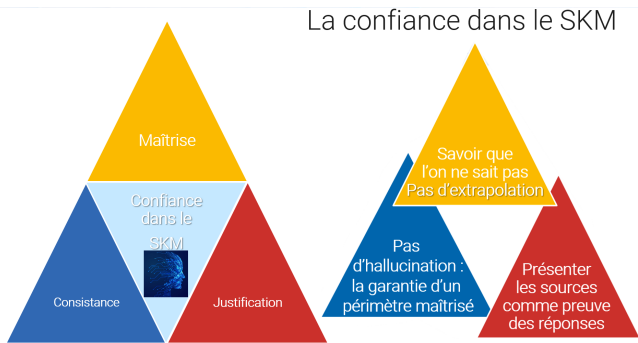 La confiance dans le SKM
Maîtrise
Confiance
dans le
SKM
Consistance
Justification
Savoir que
l'on ne sait pas
Pas d'extrapolation
Pas
d'hallucination :
la garantie d'un
périmètre maîtrisé
Présenter
les sources
comme preuve
des réponses